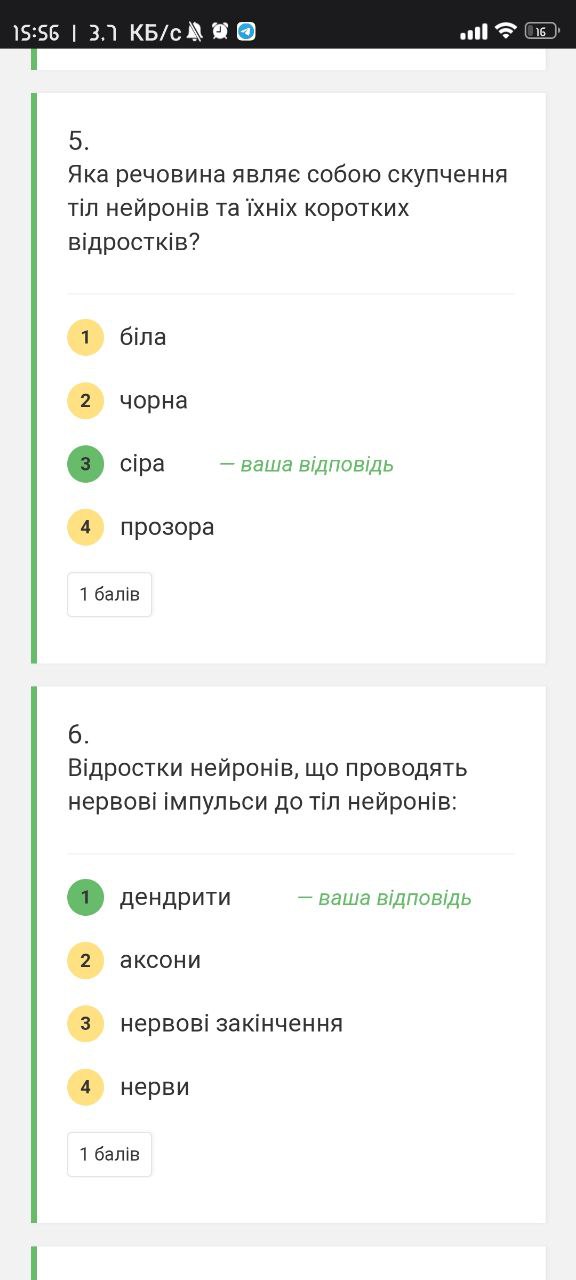 15:56 | 3.7 КБ/с 16
5.
Яка речовина являє собою скупчення
тіл нейронів та їхніх коротких
відростків?
1 біла
2 чорна
3 сіра — ваша відповідь
4 прозора
1 балів
6.
Відростки нейронів, що проводять
нервові імпульси до тіл нейронів:
1 дендрити — ваша відповідь
2 аксони
3 нервові закінчення
4 нерви
1 балів